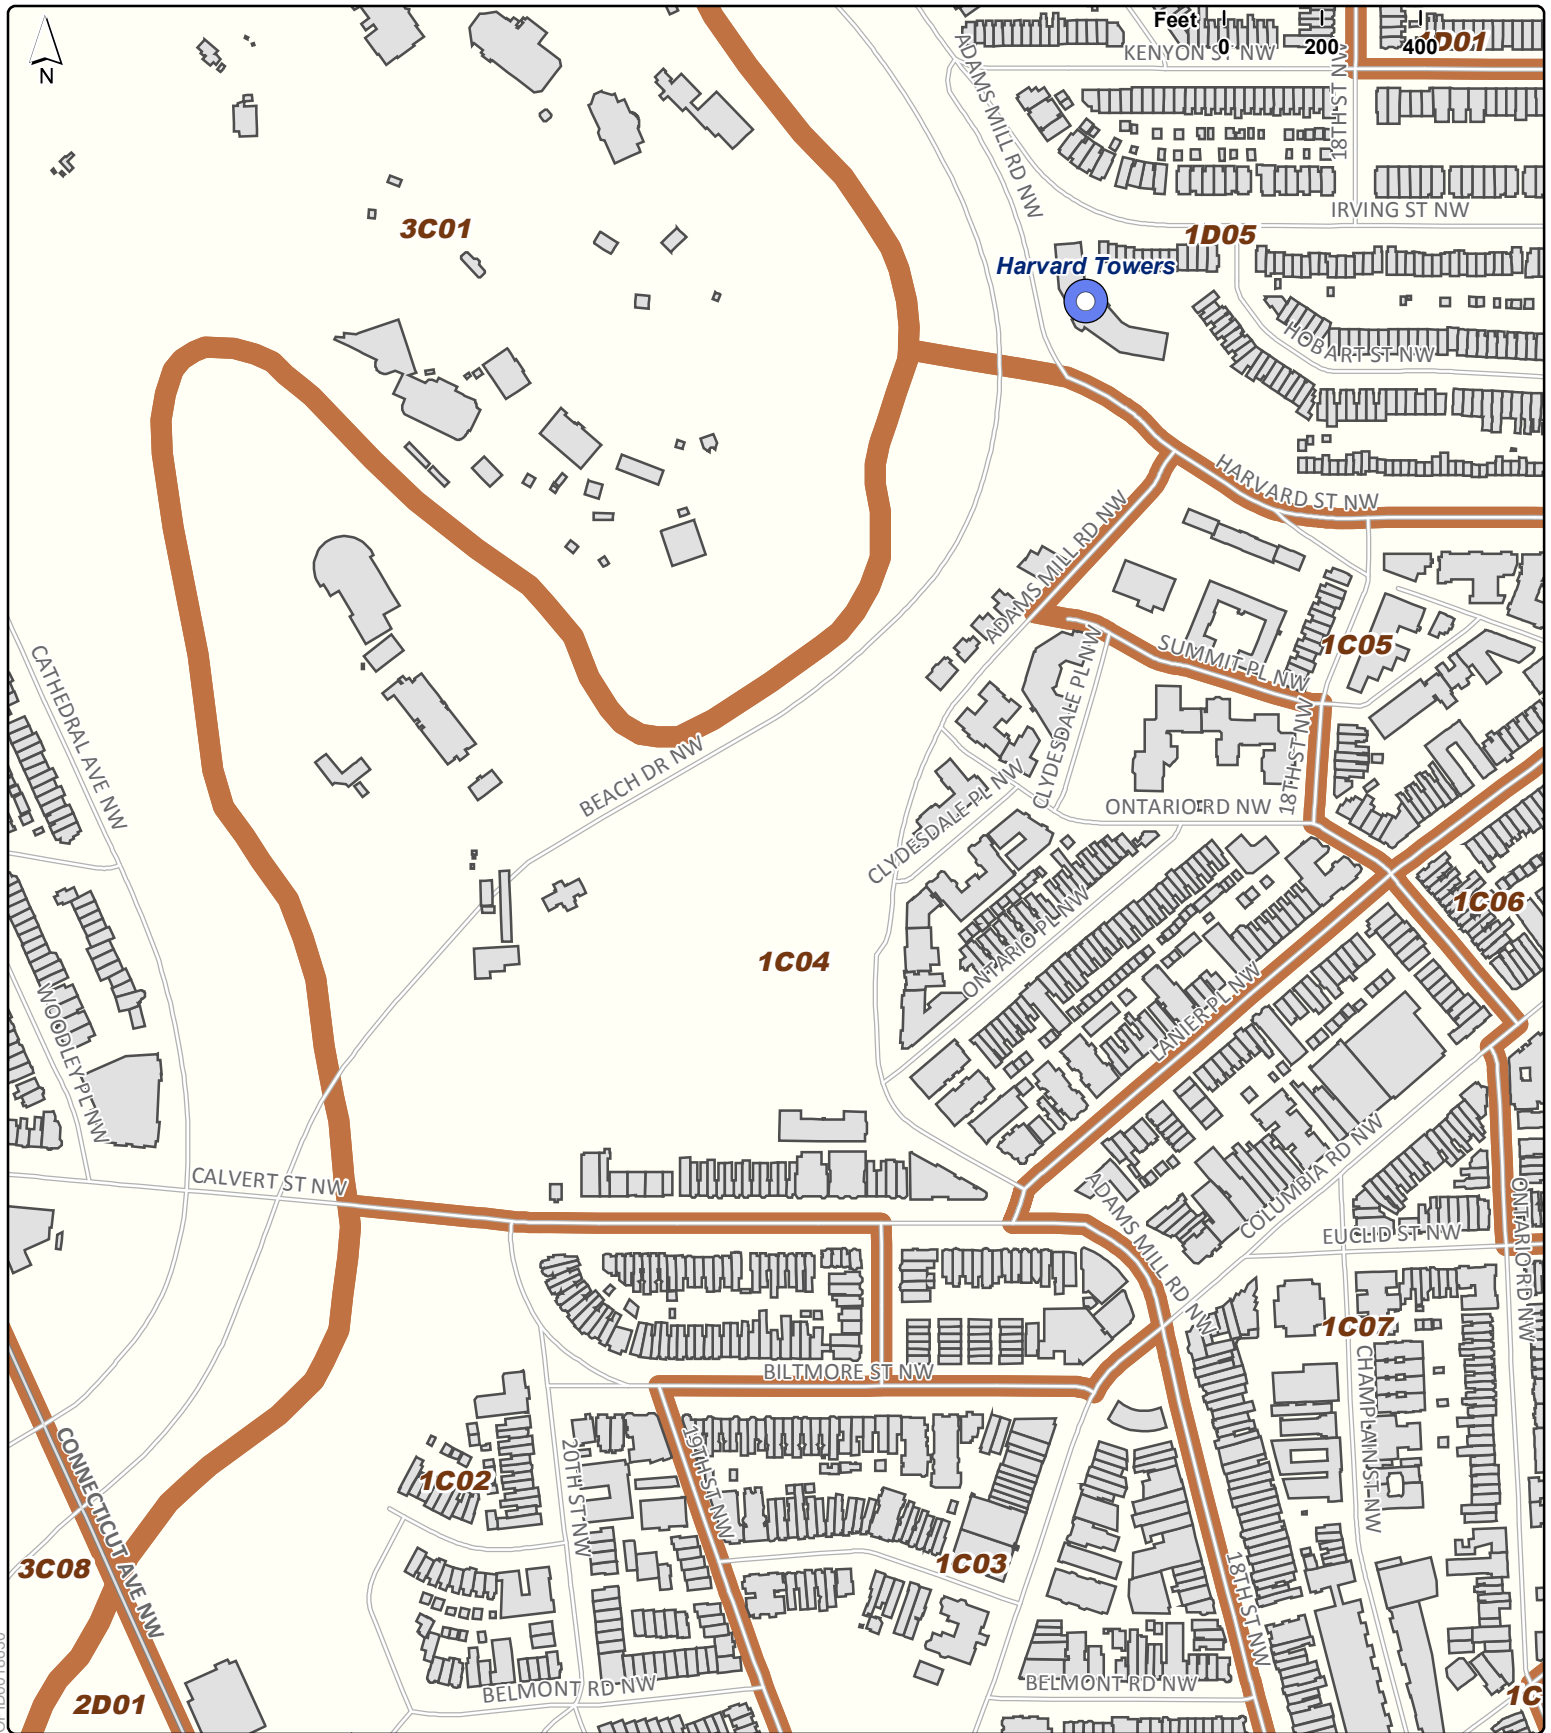 Feet
0 200 400
N
1D01
KENYON ST NW
ADAMS MILL RD NW
18TH ST NW
IRVING ST NW
3C01
1D05
Harvard Towers
HOBART ST NW
HARVARD ST NW
ADAMS MILL RD NW
SUMMIT PL NW
1C05
CLYDESDALE PL NW
18TH ST NW
CATHEDRAL AVE NW
BEACH DR NW
ONTARIO RD NW
CLYDESDALE PL NW
1C06
ONTARIO PL NW
1C04
LANIER PL NW
WOODLEY PL NW
COLUMBIA RD NW
CALVERT ST NW
ADAMS MILL RD NW
EUCLID ST NW
ONTARIO RD NW
1C07
BILTMORE ST NW
CHAMPLAIN ST NW
CONNECTICUT AVE NW
1C02
20TH ST NW
19TH ST NW
3C08
1C03
18TH ST NW
BELMONT RD NW
BELMONT RD NW
2D01
1C